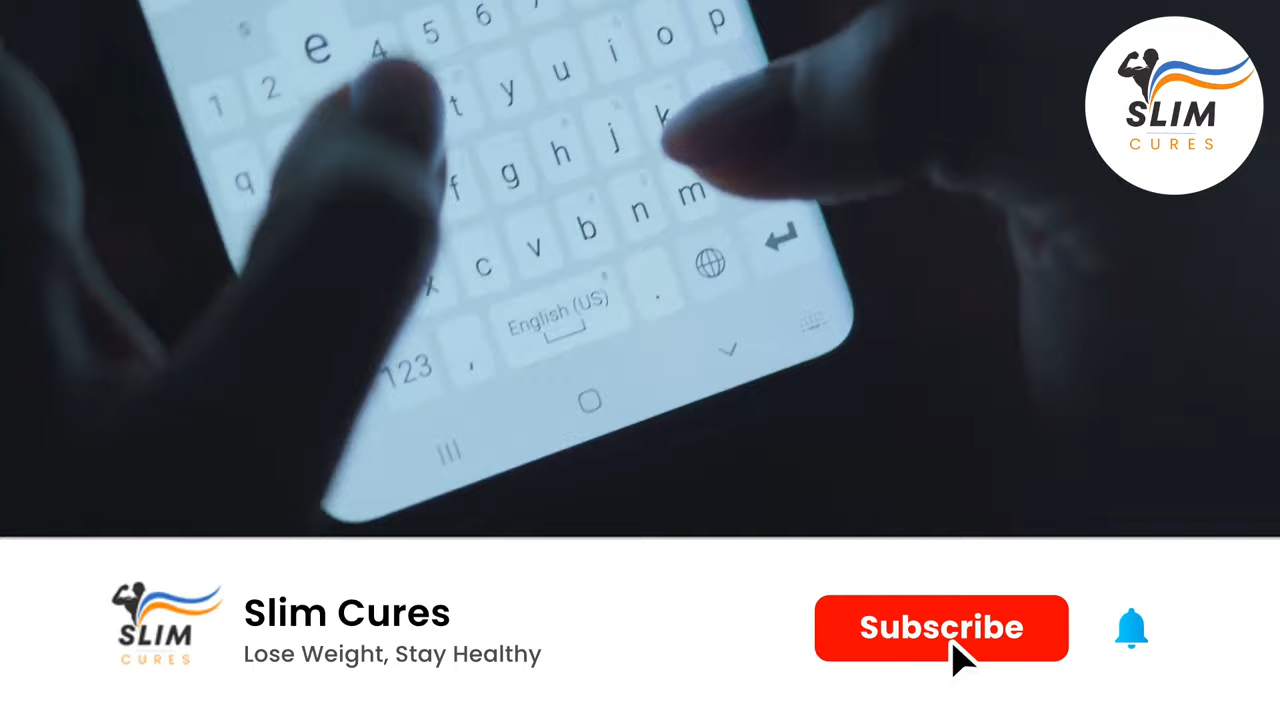 e
4 5 6
1 2
t y u i o p
q
f g h j k
x c v b n m
English (US)
123 , .
SLIM
CURES
SLIM
CURES
Slim Cures
Lose Weight, Stay Healthy
Subscribe